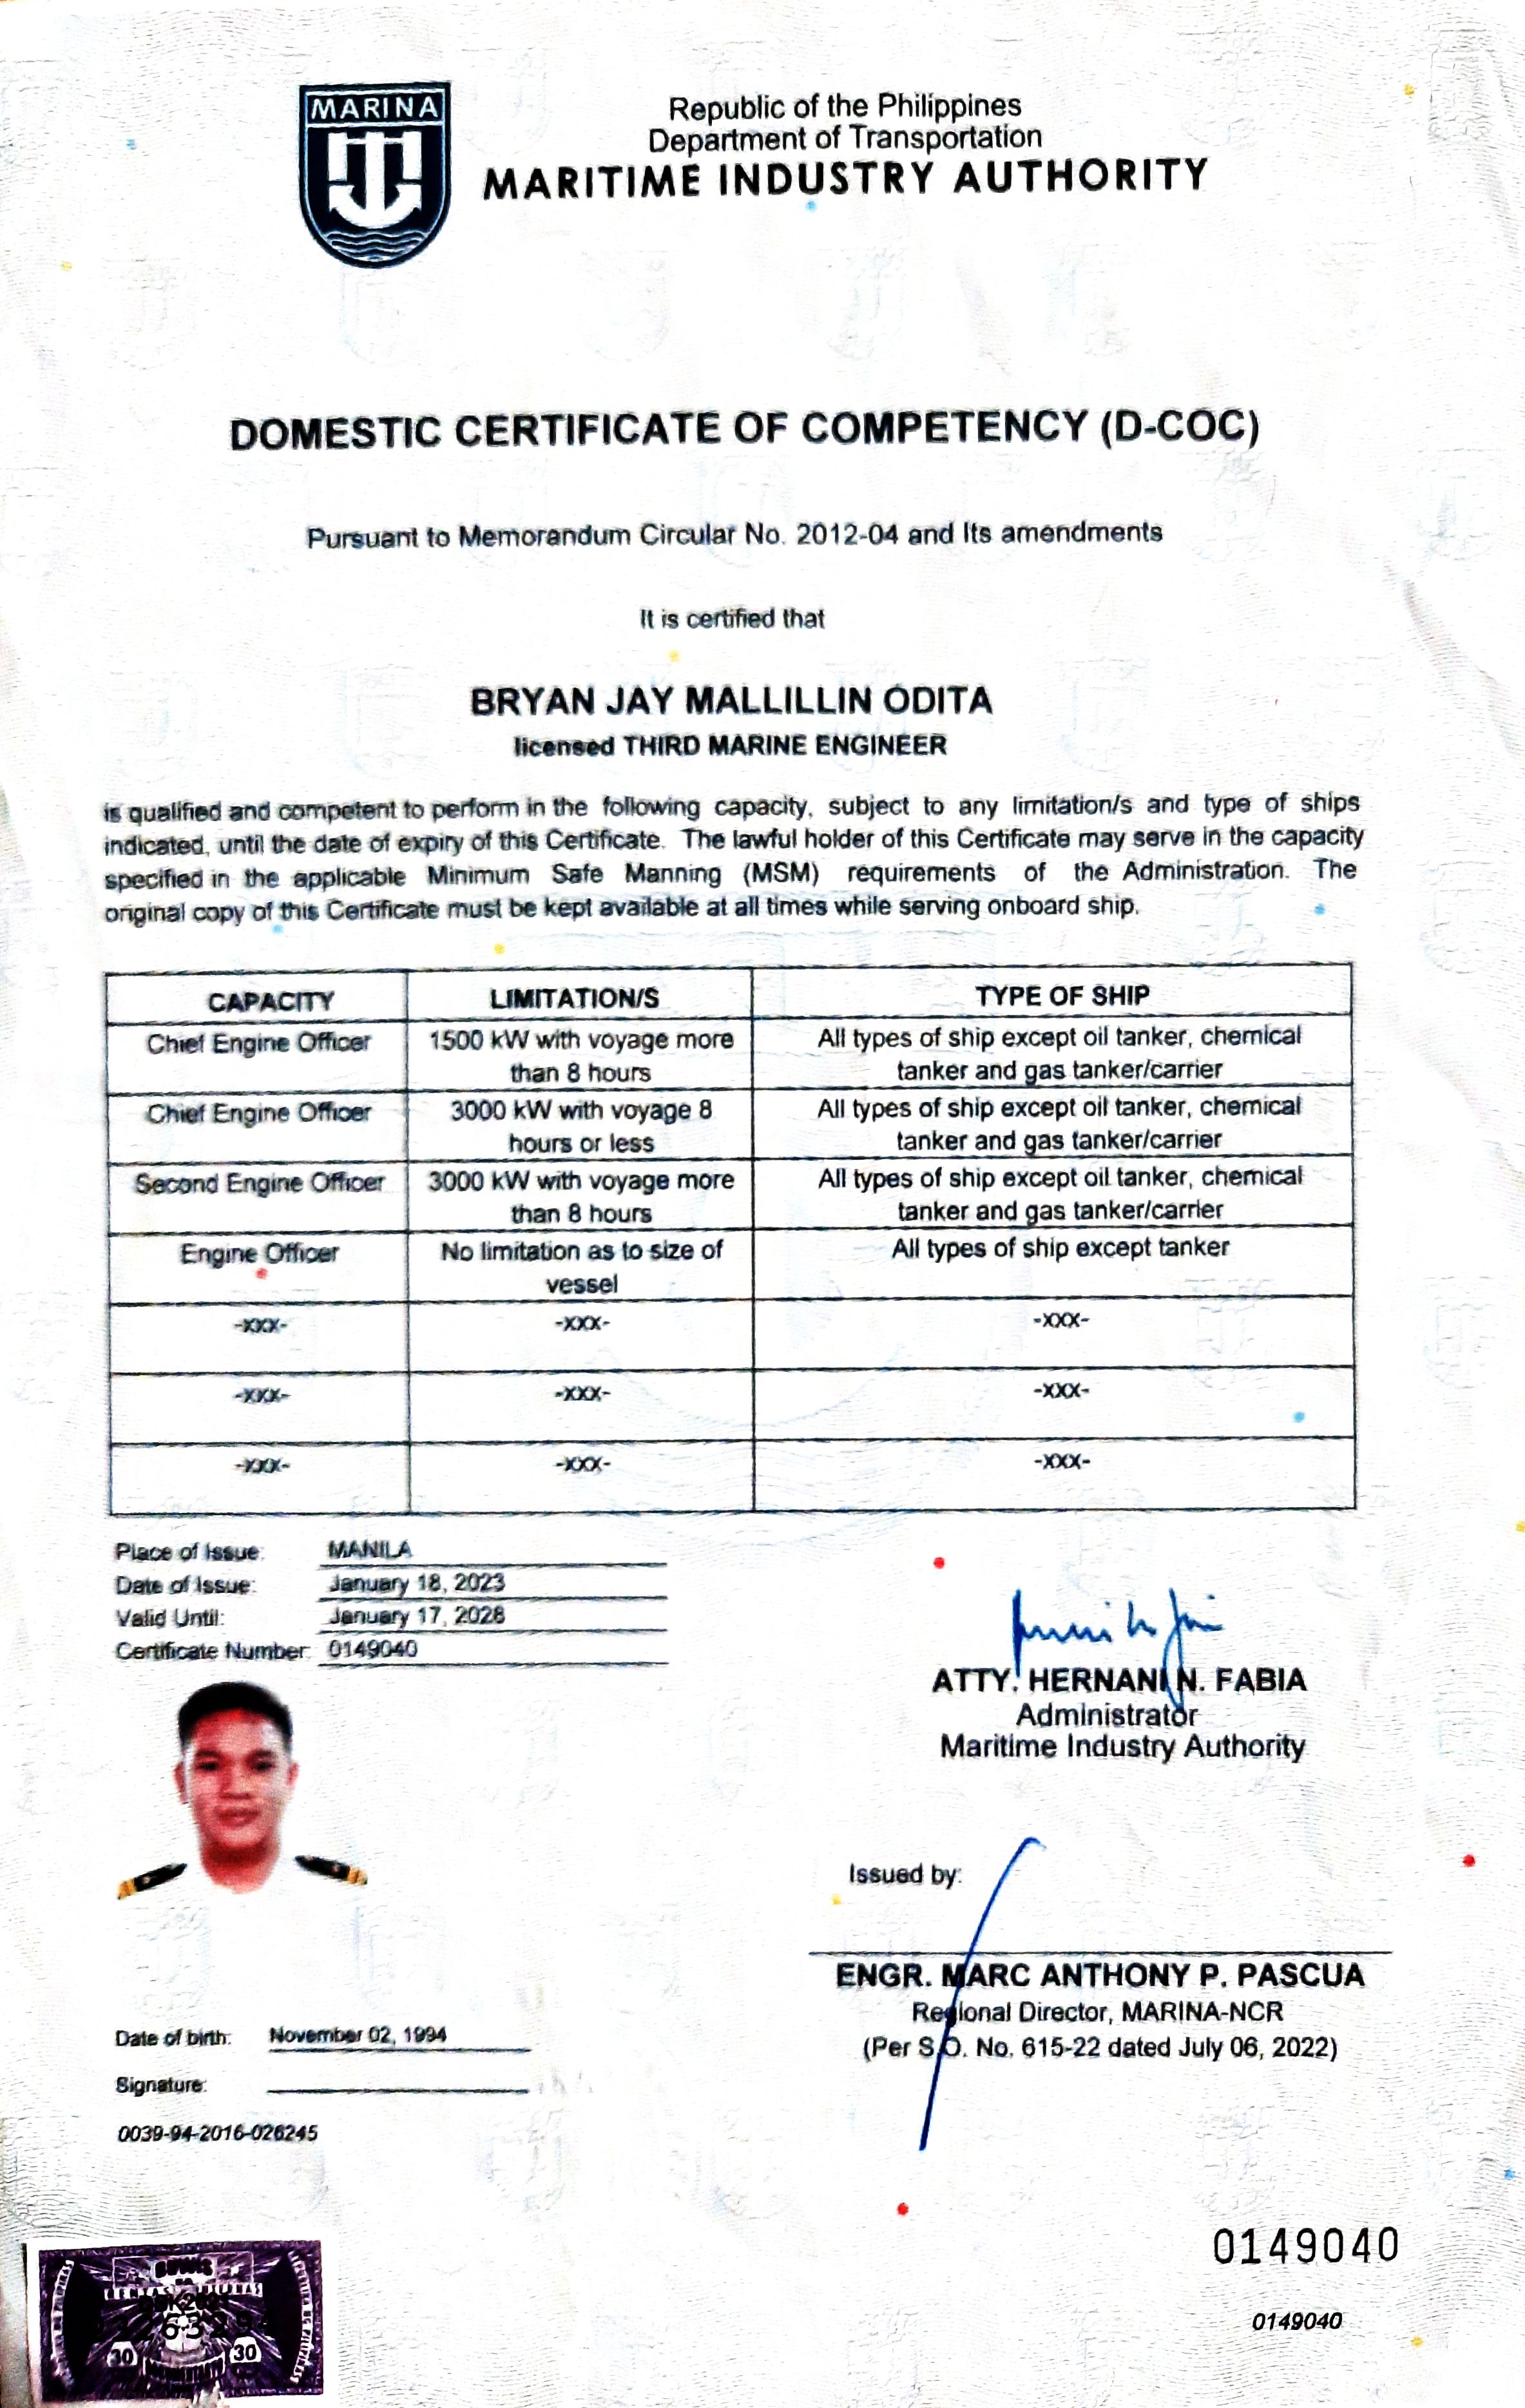 MARINA
Republic of the Philippines
Department of Transportation
MARITIME INDUSTRY AUTHORITY
DOMESTIC CERTIFICATE OF COMPETENCY (D-COC)
Pursuant to Memorandum Circular No. 2012-04 and Its amendments
It is certified that
BRYAN JAY MALLILLIN ODITA
licensed THIRD MARINE ENGINEER
is qualified and competent to perform in the following capacity, subject to any limitation/s and type of ships
indicated, until the date of expiry of this Certificate. The lawful holder of this Certificate may serve in the capacity
specified in the applicable Minimum Safe Manning (MSM) requirements of the Administration. The
original copy of this Certificate must be kept available at all times while serving onboard ship.
CAPACITY LIMITATION/S TYPE OF SHIP
Chief Engine Officer 1500 kW with voyage more All types of ship except oil tanker, chemical
than 8 hours tanker and gas tanker/carrier
Chief Engine Officer 3000 kW with voyage 8 All types of ship except oil tanker, chemical
hours or less tanker and gas tanker/carrier
Second Engine Officer 3000 kW with voyage more All types of ship except oil tanker, chemical
than 8 hours tanker and gas tanker/carrier
Engine Officer No limitation as to size of All types of ship except tanker
vessel
-XXX- -XXX- -XXX-
-XXX- -XXX- -XXX-
-XXX- -XXX- -XXX-
Place of Issue: MANILA
Date of Issue: January 18, 2023
Valid Until: January 17, 2028
Certificate Number: 0149040
ATTY. HERNANI N. FABIA
Administrator
Maritime Industry Authority
Issued by:
ENGR. MARC ANTHONY P. PASCUA
Regional Director, MARINA-NCR
(Per S.O. No. 615-22 dated July 06, 2022)
Date of birth: November 02, 1994
Signature:
0039-94-2016-026245
0149040
0149040
30 30